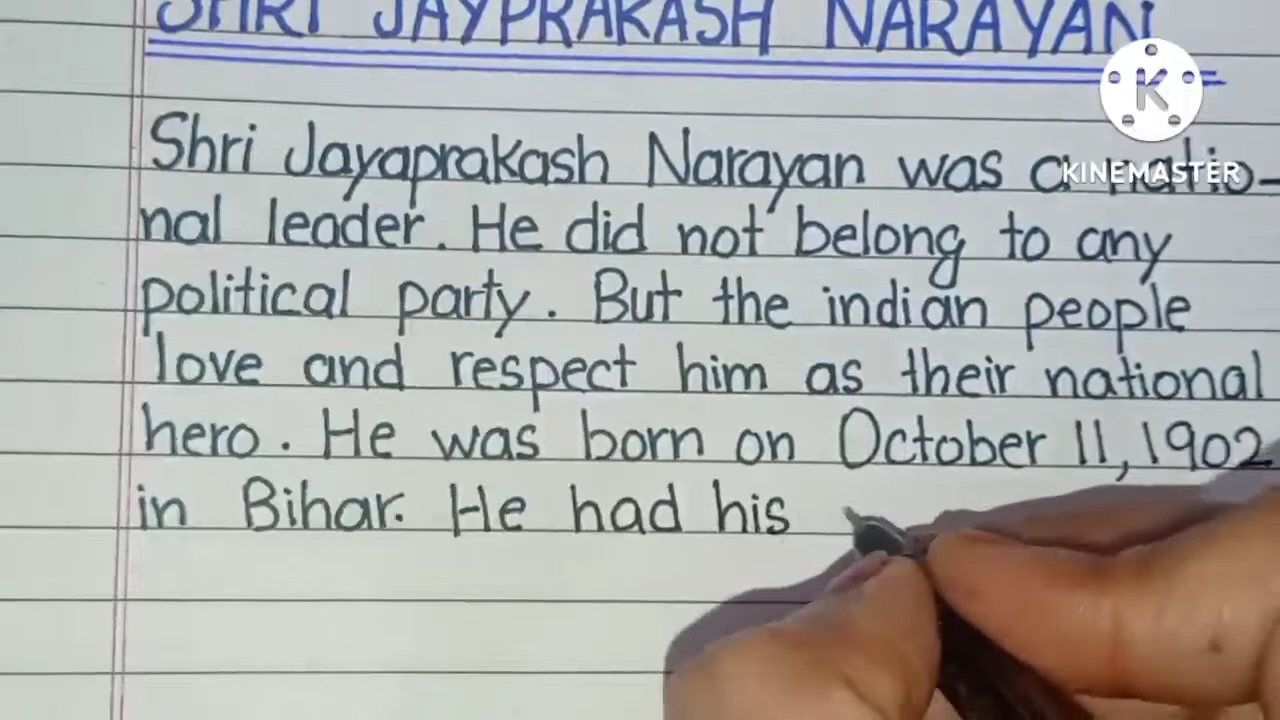 SHRI JAYPRAKASH NARAYAN
K
KINEMASTER
Shri Jayaprakash Narayan was a natio-
nal leader. He did not belong to any
political party. But the indian people
love and respect him as their national
hero. He was born on October 11, 1902
in Bihar. He had his